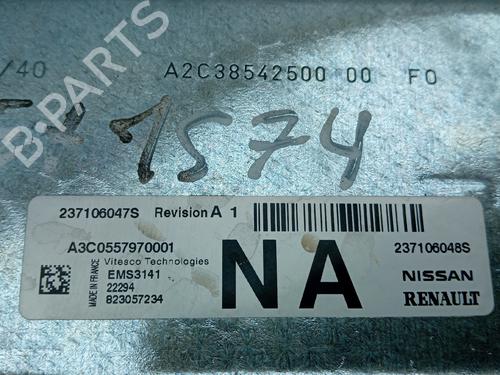 B-PARTS
/40 A2C38542500 00 F0
1574
237106047S Revision A 1
A3C0557970001 237106048S
Vitesco Technologies
MADE IN FRANCE
EMS3141
22294
823057234
NA
NISSAN
RENAULT